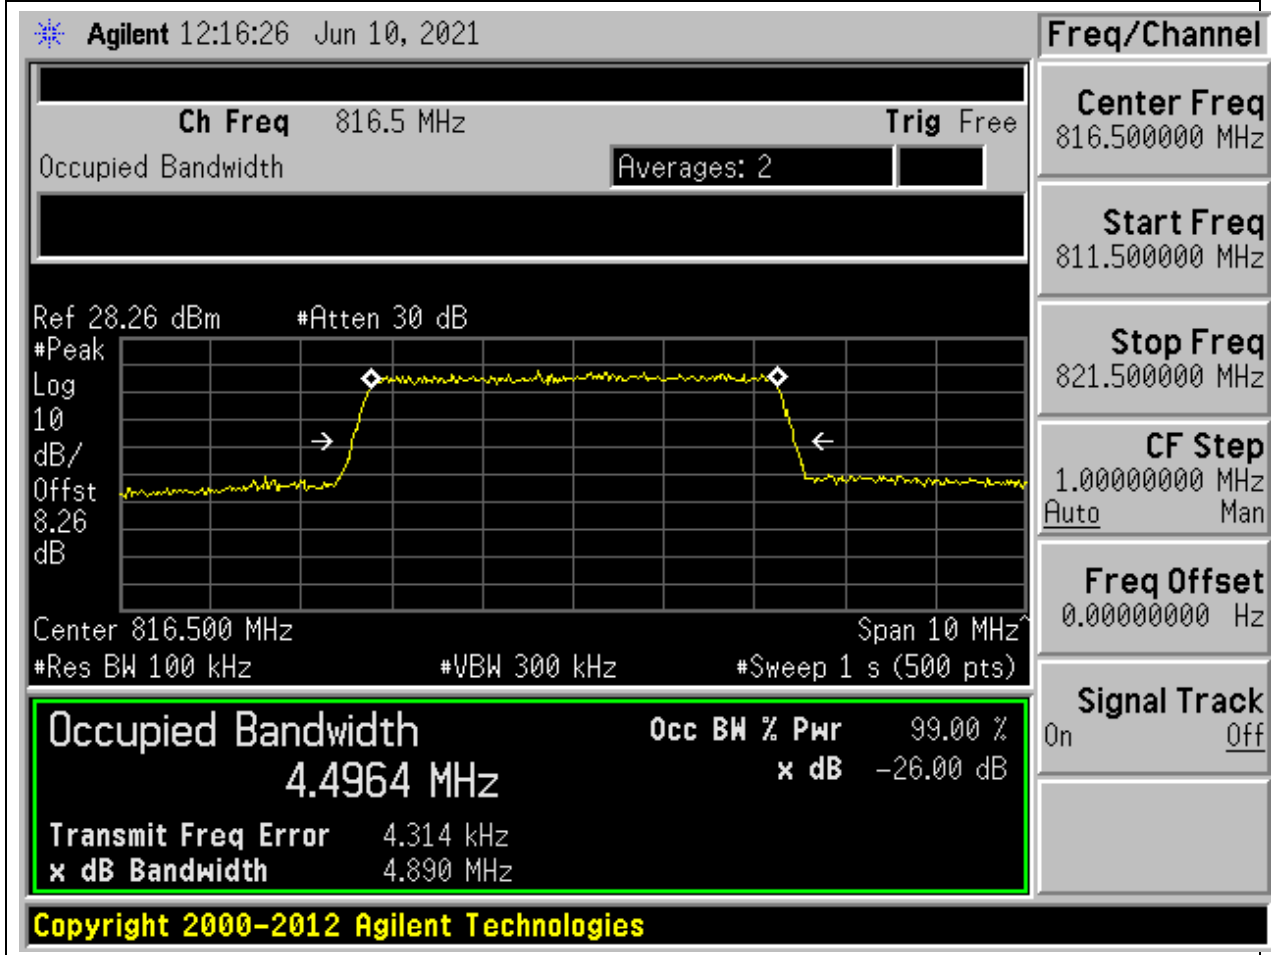 Agilent 12:16:26 Jun 10, 2021
Freq/Channel
Ch Freq 816.5 MHz Trig Free
Occupied Bandwidth Averages: 2
Center Freq
816.500000 MHz
Start Freq
811.500000 MHz
Stop Freq
821.500000 MHz
CF Step
1.00000000 MHz
Auto Man
Freq Offset
0.00000000 Hz
Signal Track
On Off
Ref 28.26 dBm #Atten 30 dB
#Peak
Log
10
dB/
Offst
8.26
dB
Center 816.500 MHz Span 10 MHz^
#Res BW 100 kHz #VBW 300 kHz #Sweep 1 s (500 pts)
Occupied Bandwidth Occ BW % Pwr 99.00 %
4.4964 MHz x dB -26.00 dB
Transmit Freq Error 4.314 kHz
x dB Bandwidth 4.890 MHz
Copyright 2000-2012 Agilent Technologies